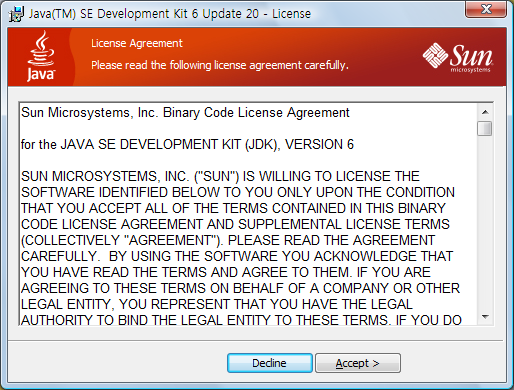 Java(TM) SE Development Kit 6 Update 20 - License
License Agreement
Please read the following license agreement carefully.
Java
Sun
microsystems
Sun Microsystems, Inc. Binary Code License Agreement
for the JAVA SE DEVELOPMENT KIT (JDK), VERSION 6
SUN MICROSYSTEMS, INC. ("SUN") IS WILLING TO LICENSE THE
SOFTWARE IDENTIFIED BELOW TO YOU ONLY UPON THE CONDITION
THAT YOU ACCEPT ALL OF THE TERMS CONTAINED IN THIS BINARY
CODE LICENSE AGREEMENT AND SUPPLEMENTAL LICENSE TERMS
(COLLECTIVELY "AGREEMENT"). PLEASE READ THE AGREEMENT
CAREFULLY.  BY USING THE SOFTWARE YOU ACKNOWLEDGE THAT
YOU HAVE READ THE TERMS AND AGREE TO THEM. IF YOU ARE
AGREEING TO THESE TERMS ON BEHALF OF A COMPANY OR OTHER
LEGAL ENTITY, YOU REPRESENT THAT YOU HAVE THE LEGAL
AUTHORITY TO BIND THE LEGAL ENTITY TO THESE TERMS. IF YOU DO
Decline
Accept >